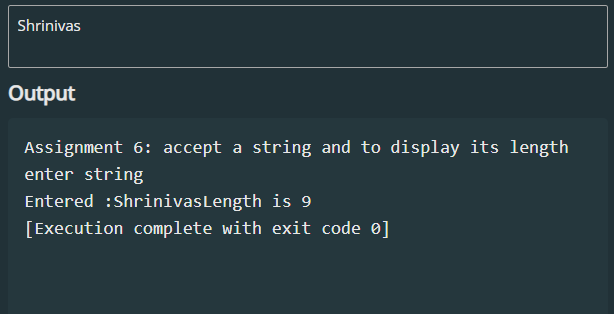 Shrinivas
Output
Assignment 6: accept a string and to display its length
enter string
Entered :ShrinivasLength is 9
[Execution complete with exit code 0]